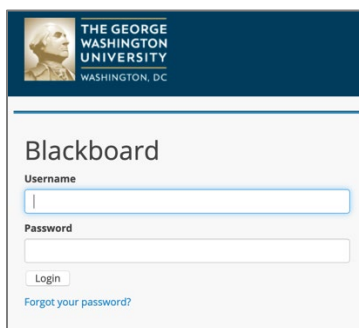 THE GEORGE
WASHINGTON
UNIVERSITY
WASHINGTON, DC
Blackboard
Username
Password
Login
Forgot your password?